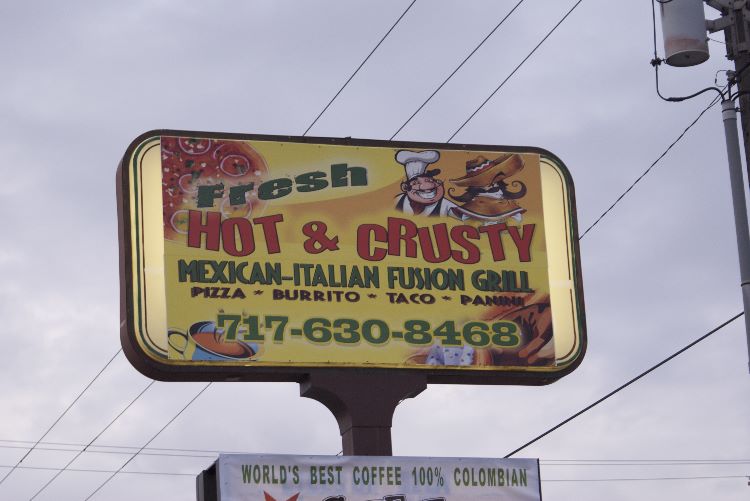 Fresh
HOT & CRUSTY
MEXICAN-ITALIAN FUSION GRILL
PIZZA * BURRITO * TACO * PANINI
717-630-8468
WORLD'S BEST COFFEE 100% COLOMBIAN